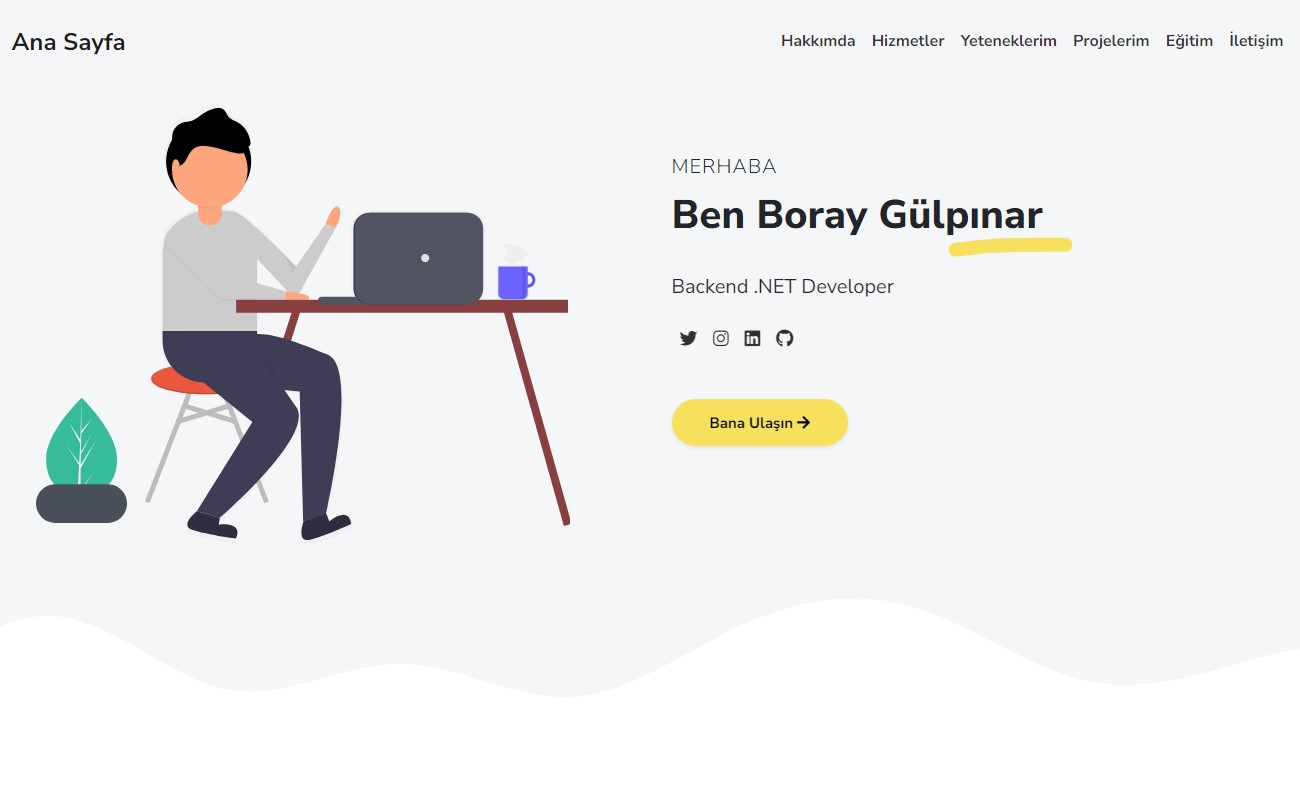 Ana Sayfa
Hakkımda Hizmetler Yeteneklerim Projelerim Eğitim İletişim
MERHABA
Ben Boray Gülpınar
Backend .NET Developer
Bana Ulaşın